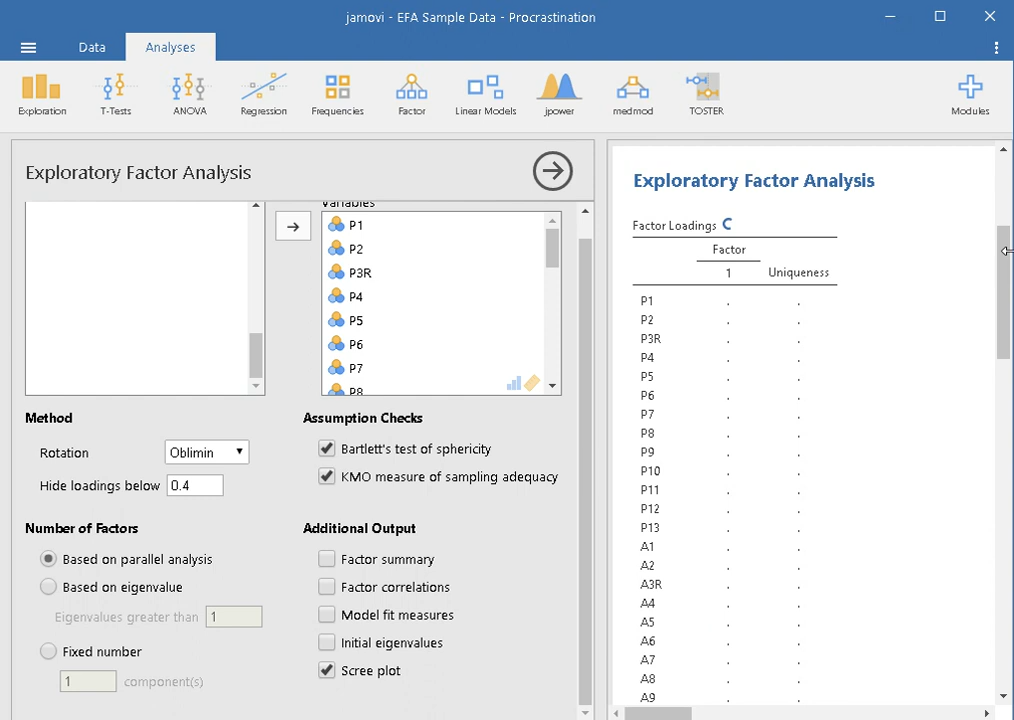 jamovi - EFA Sample Data - Procrastination
Data Analyses
Exploration T-Tests ANOVA Regression Frequencies Factor Linear Models jpower medmod TOSTER Modules
Exploratory Factor Analysis
Variables
P1
P2
P3R
P4
P5
P6
P7
P8
Method
Rotation Oblimin
Hide loadings below 0.4
Number of Factors
Based on parallel analysis
Based on eigenvalue
Eigenvalues greater than 1
Fixed number
1 component(s)
Assumption Checks
Bartlett's test of sphericity
KMO measure of sampling adequacy
Additional Output
Factor summary
Factor correlations
Model fit measures
Initial eigenvalues
Scree plot
Exploratory Factor Analysis
Factor Loadings
Factor
1 Uniqueness
P1 . .
P2 . .
P3R . .
P4 . .
P5 . .
P6 . .
P7 . .
P8 . .
P9 . .
P10 . .
P11 . .
P12 . .
P13 . .
A1 . .
A2 . .
A3R . .
A4 . .
A5 . .
A6 . .
A7 . .
A8 . .
A9 . .